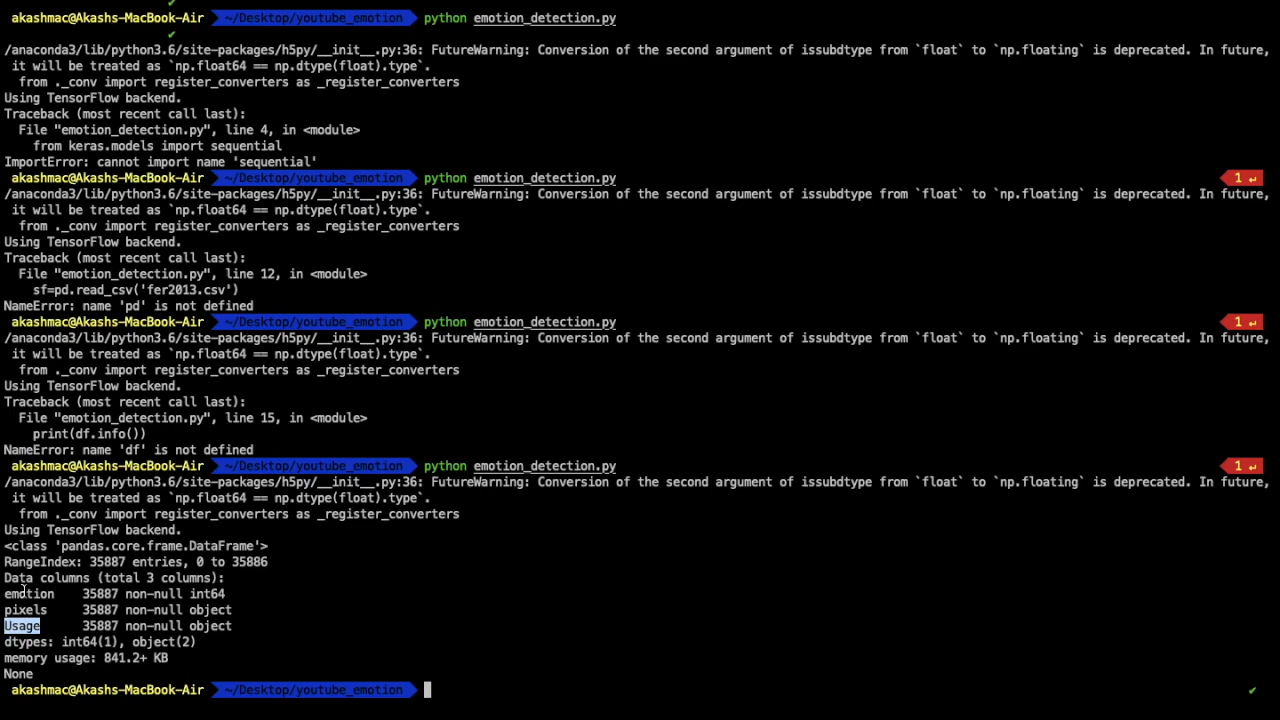 akashmac@Akashs-MacBook-Air ~/Desktop/youtube_emotion python emotion_detection.py
/anaconda3/lib/python3.6/site-packages/h5py/__init__.py:36: FutureWarning: Conversion of the second argument of issubdtype from `float` to `np.floating` is deprecated. In future,
it will be treated as `np.float64 == np.dtype(float).type`.
from ._conv import register_converters as _register_converters
Using TensorFlow backend.
Traceback (most recent call last):
File "emotion_detection.py", line 4, in <module>
from keras.models import sequential
ImportError: cannot import name 'sequential'
akashmac@Akashs-MacBook-Air ~/Desktop/youtube_emotion python emotion_detection.py 1 ↵
/anaconda3/lib/python3.6/site-packages/h5py/__init__.py:36: FutureWarning: Conversion of the second argument of issubdtype from `float` to `np.floating` is deprecated. In future,
it will be treated as `np.float64 == np.dtype(float).type`.
from ._conv import register_converters as _register_converters
Using TensorFlow backend.
Traceback (most recent call last):
File "emotion_detection.py", line 12, in <module>
sf=pd.read_csv('fer2013.csv')
NameError: name 'pd' is not defined
akashmac@Akashs-MacBook-Air ~/Desktop/youtube_emotion python emotion_detection.py 1 ↵
/anaconda3/lib/python3.6/site-packages/h5py/__init__.py:36: FutureWarning: Conversion of the second argument of issubdtype from `float` to `np.floating` is deprecated. In future,
it will be treated as `np.float64 == np.dtype(float).type`.
from ._conv import register_converters as _register_converters
Using TensorFlow backend.
Traceback (most recent call last):
File "emotion_detection.py", line 15, in <module>
print(df.info())
NameError: name 'df' is not defined
akashmac@Akashs-MacBook-Air ~/Desktop/youtube_emotion python emotion_detection.py 1 ↵
/anaconda3/lib/python3.6/site-packages/h5py/__init__.py:36: FutureWarning: Conversion of the second argument of issubdtype from `float` to `np.floating` is deprecated. In future,
it will be treated as `np.float64 == np.dtype(float).type`.
from ._conv import register_converters as _register_converters
Using TensorFlow backend.
<class 'pandas.core.frame.DataFrame'>
RangeIndex: 35887 entries, 0 to 35886
Data columns (total 3 columns):
emotion 35887 non-null int64
pixels 35887 non-null object
Usage 35887 non-null object
dtypes: int64(1), object(2)
memory usage: 841.2+ KB
None
akashmac@Akashs-MacBook-Air ~/Desktop/youtube_emotion ✔